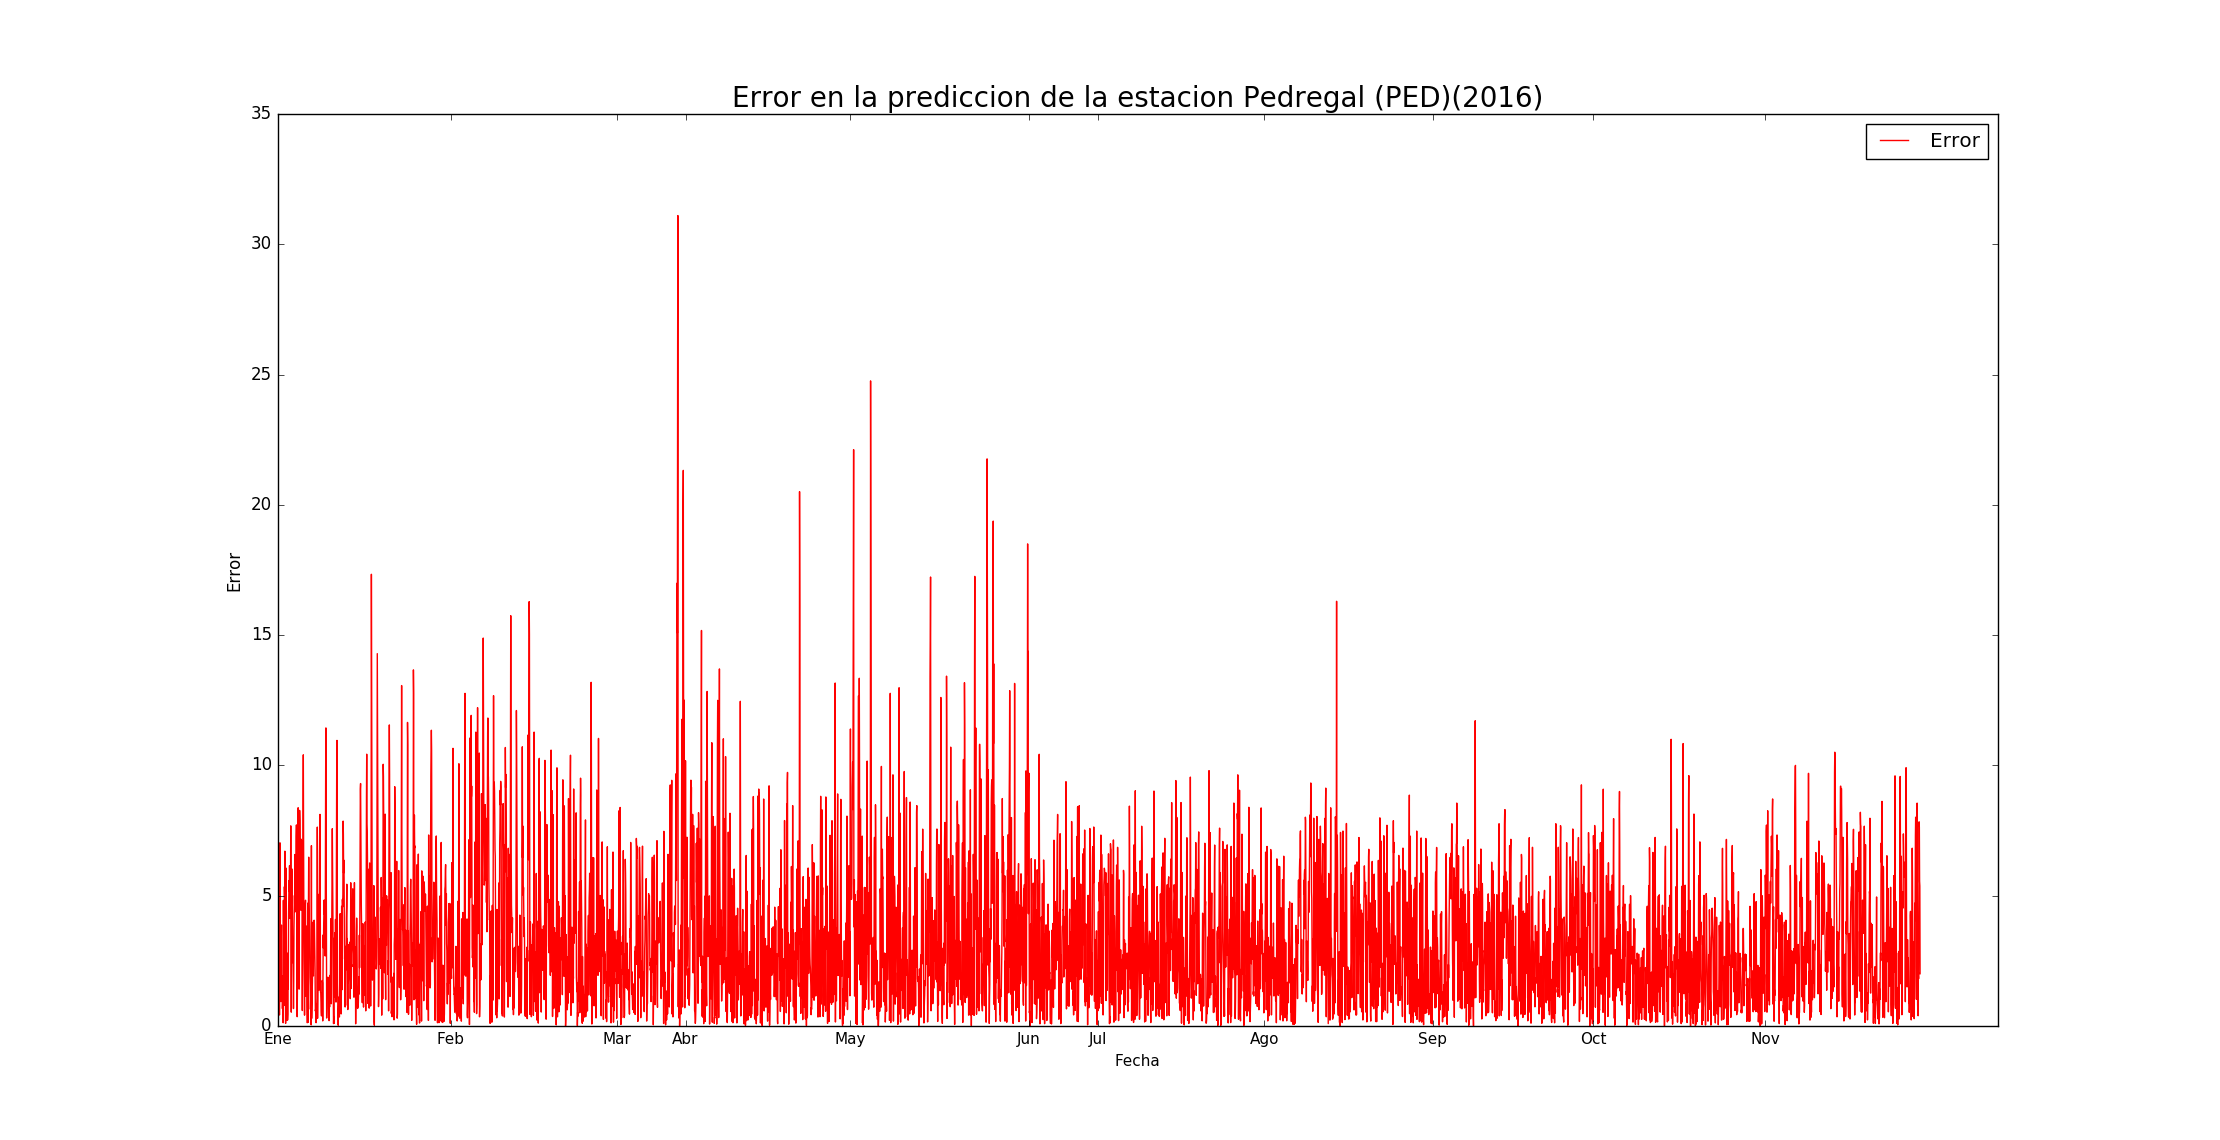 Error en la prediccion de la estacion Pedregal (PED)(2016)
Error
35
30
25
20
15
10
5
0
Error
Ene Feb Mar Abr May Jun Jul Ago Sep Oct Nov
Fecha